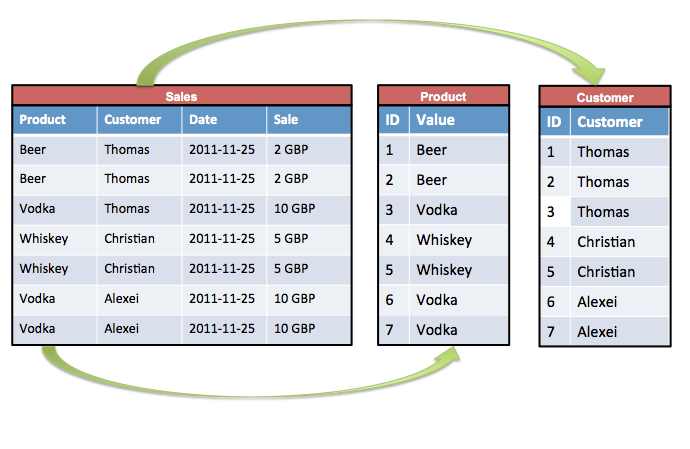 Sales
Product Customer Date Sale
Beer Thomas 2011-11-25 2 GBP
Beer Thomas 2011-11-25 2 GBP
Vodka Thomas 2011-11-25 10 GBP
Whiskey Christian 2011-11-25 5 GBP
Whiskey Christian 2011-11-25 5 GBP
Vodka Alexei 2011-11-25 10 GBP
Vodka Alexei 2011-11-25 10 GBP
Product
ID Value
1 Beer
2 Beer
3 Vodka
4 Whiskey
5 Whiskey
6 Vodka
7 Vodka
Customer
ID Customer
1 Thomas
2 Thomas
3 Thomas
4 Christian
5 Christian
6 Alexei
7 Alexei